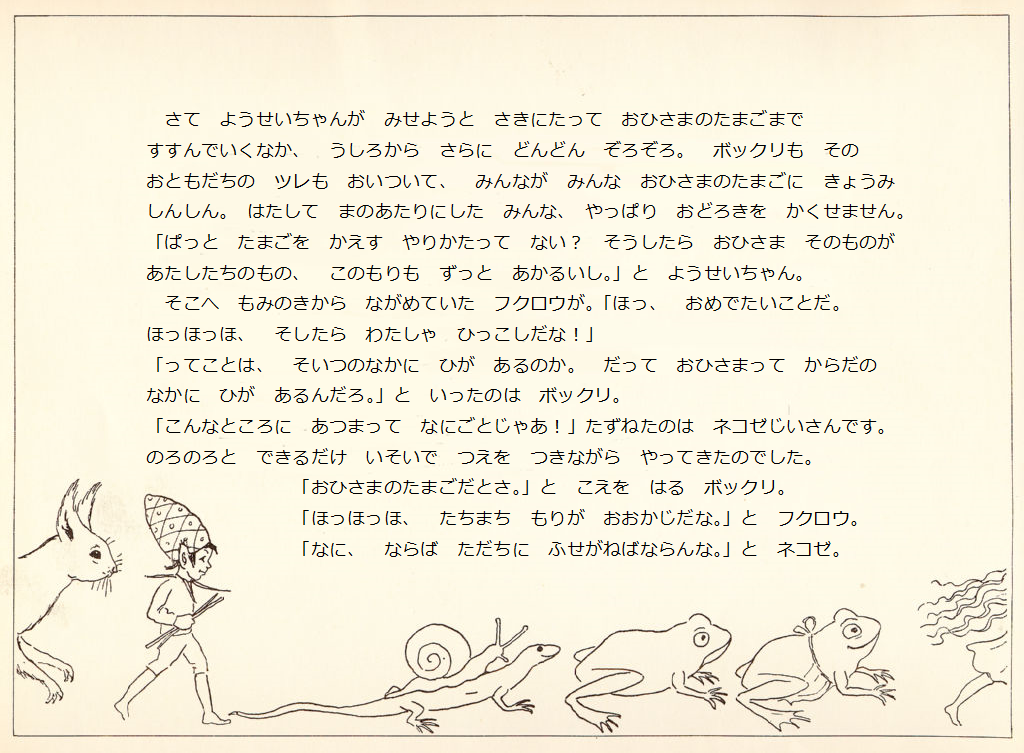 さて　ようせいちゃんが　みせようと　さきにたって　おひさまのたまごまで
すすんでいくなか、　うしろから　さらに　どんどん　ぞろぞろ。　ボックリも　その
おともだちの　ツレも　おいついて、　みんなが　みんな　おひさまのたまごに　きょうみ
しんしん。　はたして　まのあたりにした　みんな、　やっぱり　おどろきを　かくせません。
「ぱっと　たまごを　かえす　やりかたって　ない？　そうしたら　おひさま　そのものが
あたしたちのもの、　このもりも　ずっと　あかるいし。」と　ようせいちゃん。
そこへ　もみのきから　ながめていた　フクロウが。「ほっ、　おめでたいことだ。
ほっほっほ、　そしたら　わたしゃ　ひっこしだな！」
「ってことは、　そいつのなかに　ひが　あるのか。　だって　おひさまって　からだの
なかに　ひが　あるんだろ。」と　いったのは　ボックリ。
「こんなところに　あつまって　なにごとじゃあ！」たずねたのは　ネコゼじいさんです。
のろのろと　できるだけ　いそいで　つえを　つきながら　やってきたのでした。
「おひさまのたまごだとさ。」と　こえを　はる　ボックリ。
「ほっほっほ、　たちまち　もりが　おおかじだな。」と　フクロウ。
「なに、　ならば　ただちに　ふせがねばならんな。」と　ネコゼ。